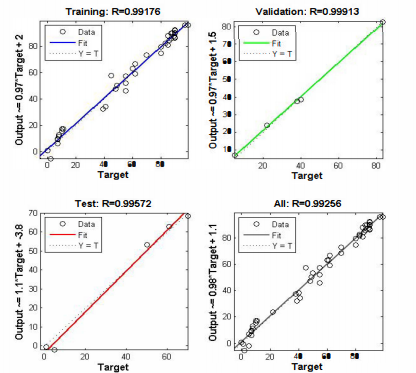 Training: R=0.99176
Output ~= 0.97*Target + 2
Data
Fit
Y = T
80
60
40
20
0
0 20 40 60 80
Target
Validation: R=0.99913
Output ~= 0.97*Target + 1.5
Data
Fit
Y = T
80
70
60
50
40
30
20
10
20 40 60 80
Target
Test: R=0.99572
Output ~= 1.1*Target + -3.8
Data
Fit
Y = T
70
60
50
40
30
20
10
0
0 20 40 60
Target
All: R=0.99256
Output ~= 0.98*Target + 1.1
Data
Fit
Y = T
80
60
40
20
0
0 20 40 60 80
Target